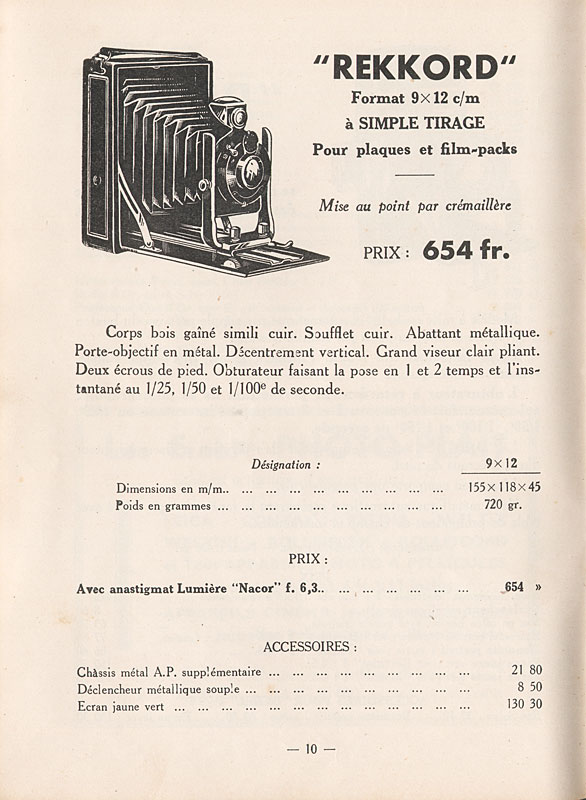 "REKKORD"
Format 9×12 c/m
à SIMPLE TIRAGE
Pour plaques et film-packs
Mise au point par crémaillère
PRIX : 654 fr.
Corps bois gaîné simili cuir. Soufflet cuir. Abattant métallique.
Porte-objectif en métal. Décentrement vertical. Grand viseur clair pliant.
Deux écrous de pied. Obturateur faisant la pose en 1 et 2 temps et l'ins-
tantané au 1/25, 1/50 et 1/100e de seconde.
Désignation : 9×12
Dimensions en m/m.. ... ... ... ... ... ... ... ... ... 155×118×45
Poids en grammes ... ... ... ... ... ... ... ... ... ... 720 gr.
PRIX :
Avec anastigmat Lumière "Nacor" f. 6,3.. ... ... ... ... ... ... 654 »
ACCESSOIRES :
Châssis métal A.P. supplémentaire ... ... ... ... ... ... ... ... 21 80
Déclencheur métallique souple ... ... ... ... ... ... ... ... ... 8 50
Ecran jaune vert ... ... ... ... ... ... ... ... ... ... ... ... 130 30
— 10 —